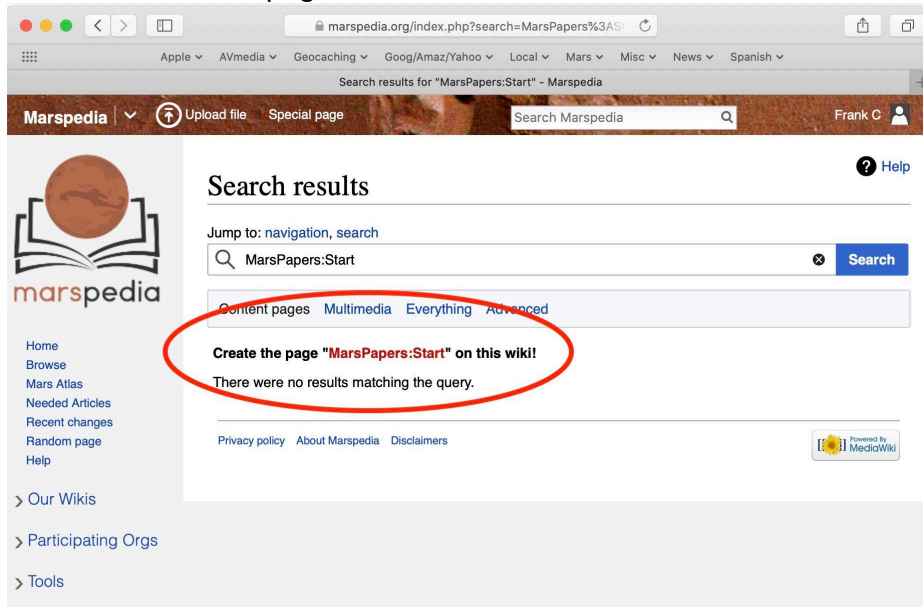 marspedia.org/index.php?search=MarsPapers%3ASt
Apple AVmedia Geocaching Goog/Amaz/Yahoo Local Mars Misc News Spanish
Search results for "MarsPapers:Start" - Marspedia
Marspedia Upload file Special page Search Marspedia Frank C
Help
Search results
Jump to: navigation, search
MarsPapers:Start Search
marspedia
Content pages Multimedia Everything Advanced
Create the page "MarsPapers:Start" on this wiki!
There were no results matching the query.
Home
Browse
Mars Atlas
Needed Articles
Recent changes
Random page
Help
Privacy policy About Marspedia Disclaimers
Powered By
MediaWiki
Our Wikis
Participating Orgs
Tools